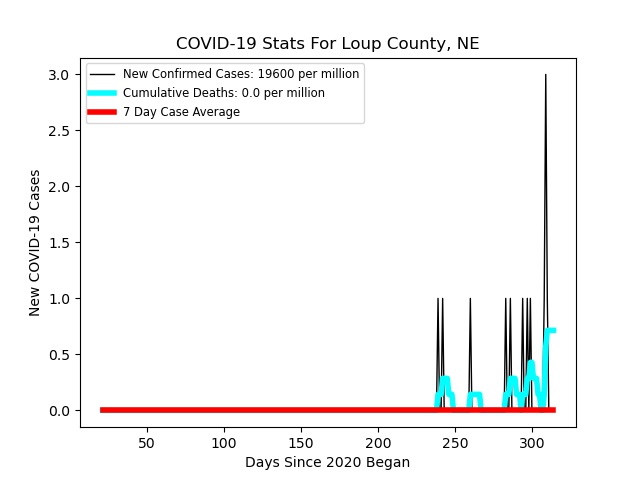 COVID-19 Stats For Loup County, NE
New Confirmed Cases: 19600 per million
Cumulative Deaths: 0.0 per million
7 Day Case Average
New COVID-19 Cases
3.0
2.5
2.0
1.5
1.0
0.5
0.0
50 100 150 200 250 300
Days Since 2020 Began